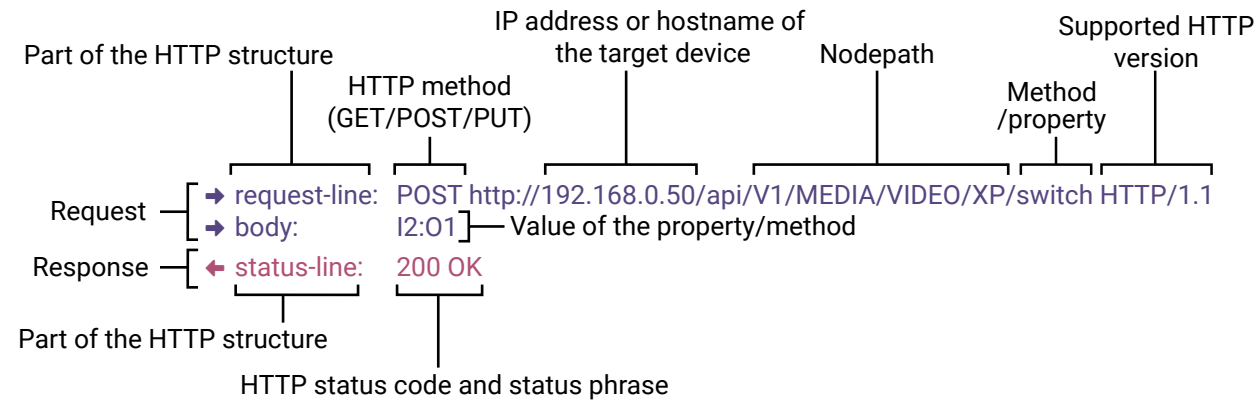 IP address or hostname of
the target device
Supported HTTP
version
Part of the HTTP structure
Nodepath
HTTP method
(GET/POST/PUT)
Method
/property
Request
➜ request-line: POST http://192.168.0.50/api/V1/MEDIA/VIDEO/XP/switch HTTP/1.1
➜ body: I2:O1
Value of the property/method
Response
🡸 status-line: 200 OK
Part of the HTTP structure
HTTP status code and status phrase